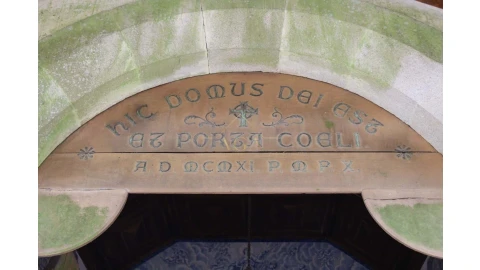 HIC DOMUS DEI EST
ET PORTA COELI
A D MCMXI